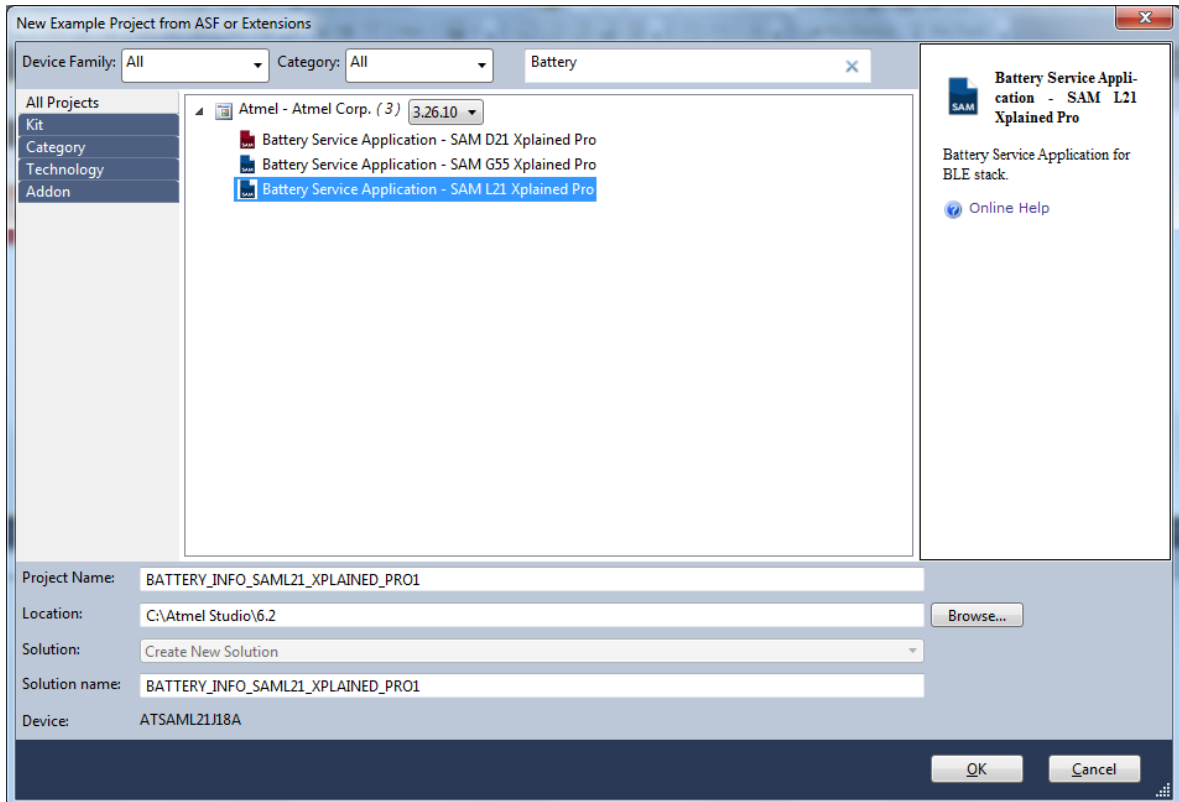 New Example Project from ASF or Extensions
Device Family: All Category: All Battery
All Projects
Kit
Category
Technology
Addon
Atmel - Atmel Corp. (3) 3.26.10
Battery Service Application - SAM D21 Xplained Pro
Battery Service Application - SAM G55 Xplained Pro
Battery Service Application - SAM L21 Xplained Pro
SAM
Battery Service Appli-
cation - SAM L21
Xplained Pro
Battery Service Application for
BLE stack.
Online Help
Project Name: BATTERY_INFO_SAML21_XPLAINED_PRO1
Location: C:\Atmel Studio\6.2 Browse...
Solution: Create New Solution
Solution name: BATTERY_INFO_SAML21_XPLAINED_PRO1
Device: ATSAML21J18A
OK Cancel